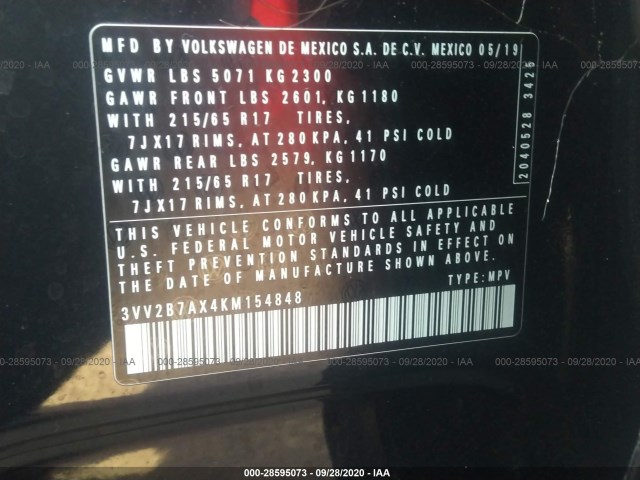 MFD BY VOLKSWAGEN DE MEXICO S.A. DE C.V. MEXICO 05/19
GVWR LBS 5071 KG 2300
GAWR FRONT LBS 2601, KG 1180
WITH 215/65 R17 TIRES,
7JX17 RIMS, AT 280 KPA, 41 PSI COLD
GAWR REAR LBS 2579, KG 1170
WITH 215/65 R17 TIRES,
7JX17 RIMS, AT 280 KPA, 41 PSI COLD
2040528 3425
THIS VEHICLE CONFORMS TO ALL APPLICABLE
U.S. FEDERAL MOTOR VEHICLE SAFETY AND
THEFT PREVENTION STANDARDS IN EFFECT ON
THE DATE OF MANUFACTURE SHOWN ABOVE.
3VV2B7AX4KM154848
TYPE: MPV
000-28595073 - 09/28/2020 - IAA